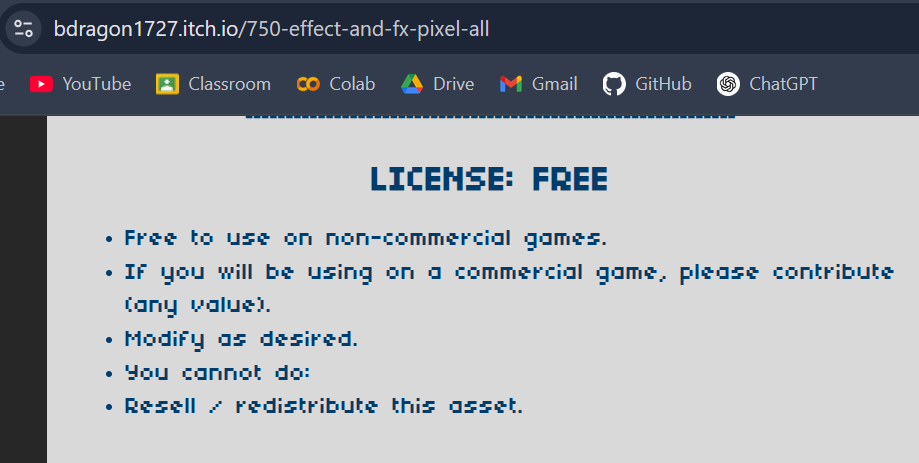 bdragon1727.itch.io/750-effect-and-fx-pixel-all
e YouTube Classroom Colab Drive Gmail GitHub ChatGPT
LICENSE: FREE
• Free to use on non-commercial games.
• If you will be using on a commercial game, please contribute
(any value).
• Modify as desired.
• You cannot do:
• Resell / redistribute this asset.